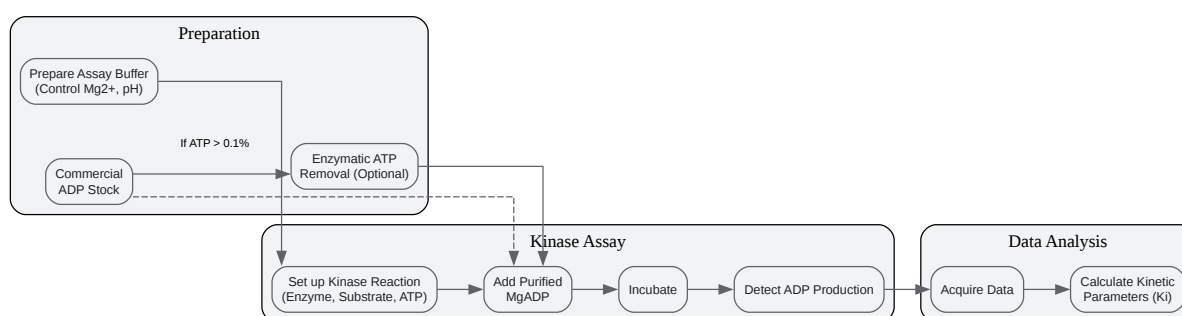 Preparation
Prepare Assay Buffer
(Control Mg2+, pH)
If ATP > 0.1%
Commercial
ADP Stock
Enzymatic ATP
Removal (Optional)
Kinase Assay
Set up Kinase Reaction
(Enzyme, Substrate, ATP)
Add Purified
MgADP
Incubate
Detect ADP Production
Data Analysis
Acquire Data
Calculate Kinetic
Parameters (Ki)